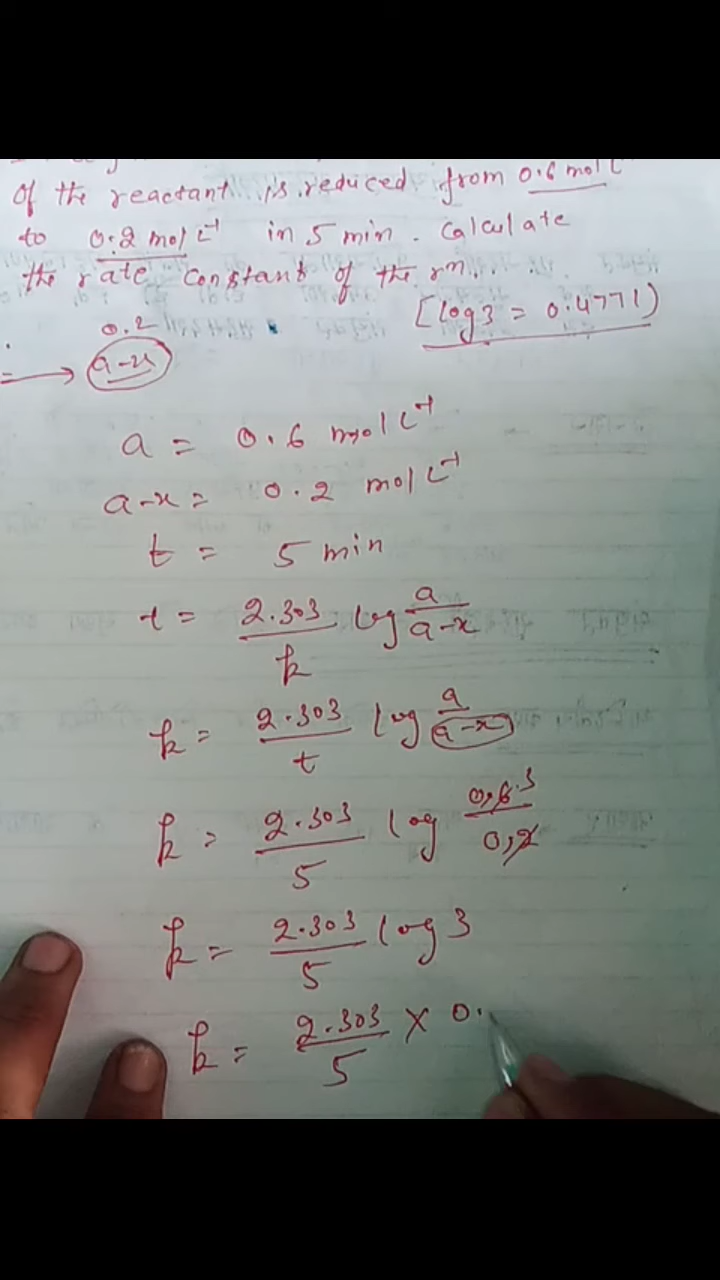 of the reactant is reduced from 0.6 mol L
to 0.2 mol L⁻¹ in 5 min. Calculate
the rate constant of the rxn.
[log3 = 0.4771)
0.2
→ a-x
a = 0.6 mol L⁻¹
a-x = 0.2 mol L⁻¹
t = 5 min
t = 2.303/k log a/a-x
k = 2.303/t log a/a-x
k = 2.303/5 log 0.6 3/0.2
k = 2.303/5 log 3
k = 2.303/5 × 0.